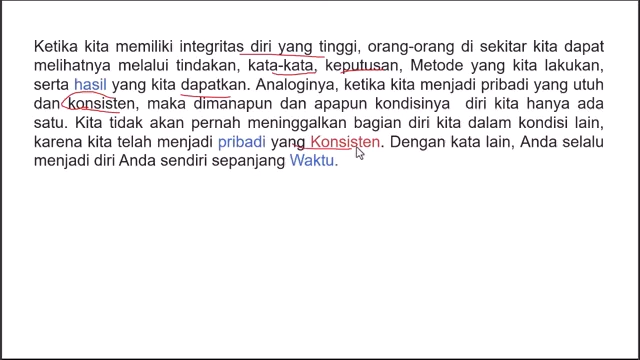 Ketika kita memiliki integritas diri yang tinggi, orang-orang di sekitar kita dapat
melihatnya melalui tindakan, kata-kata, keputusan, Metode yang kita lakukan,
serta hasil yang kita dapatkan. Analoginya, ketika kita menjadi pribadi yang utuh
dan konsisten, maka dimanapun dan apapun kondisinya diri kita hanya ada
satu. Kita tidak akan pernah meninggalkan bagian diri kita dalam kondisi lain,
karena kita telah menjadi pribadi yang Konsisten. Dengan kata lain, Anda selalu
menjadi diri Anda sendiri sepanjang Waktu.